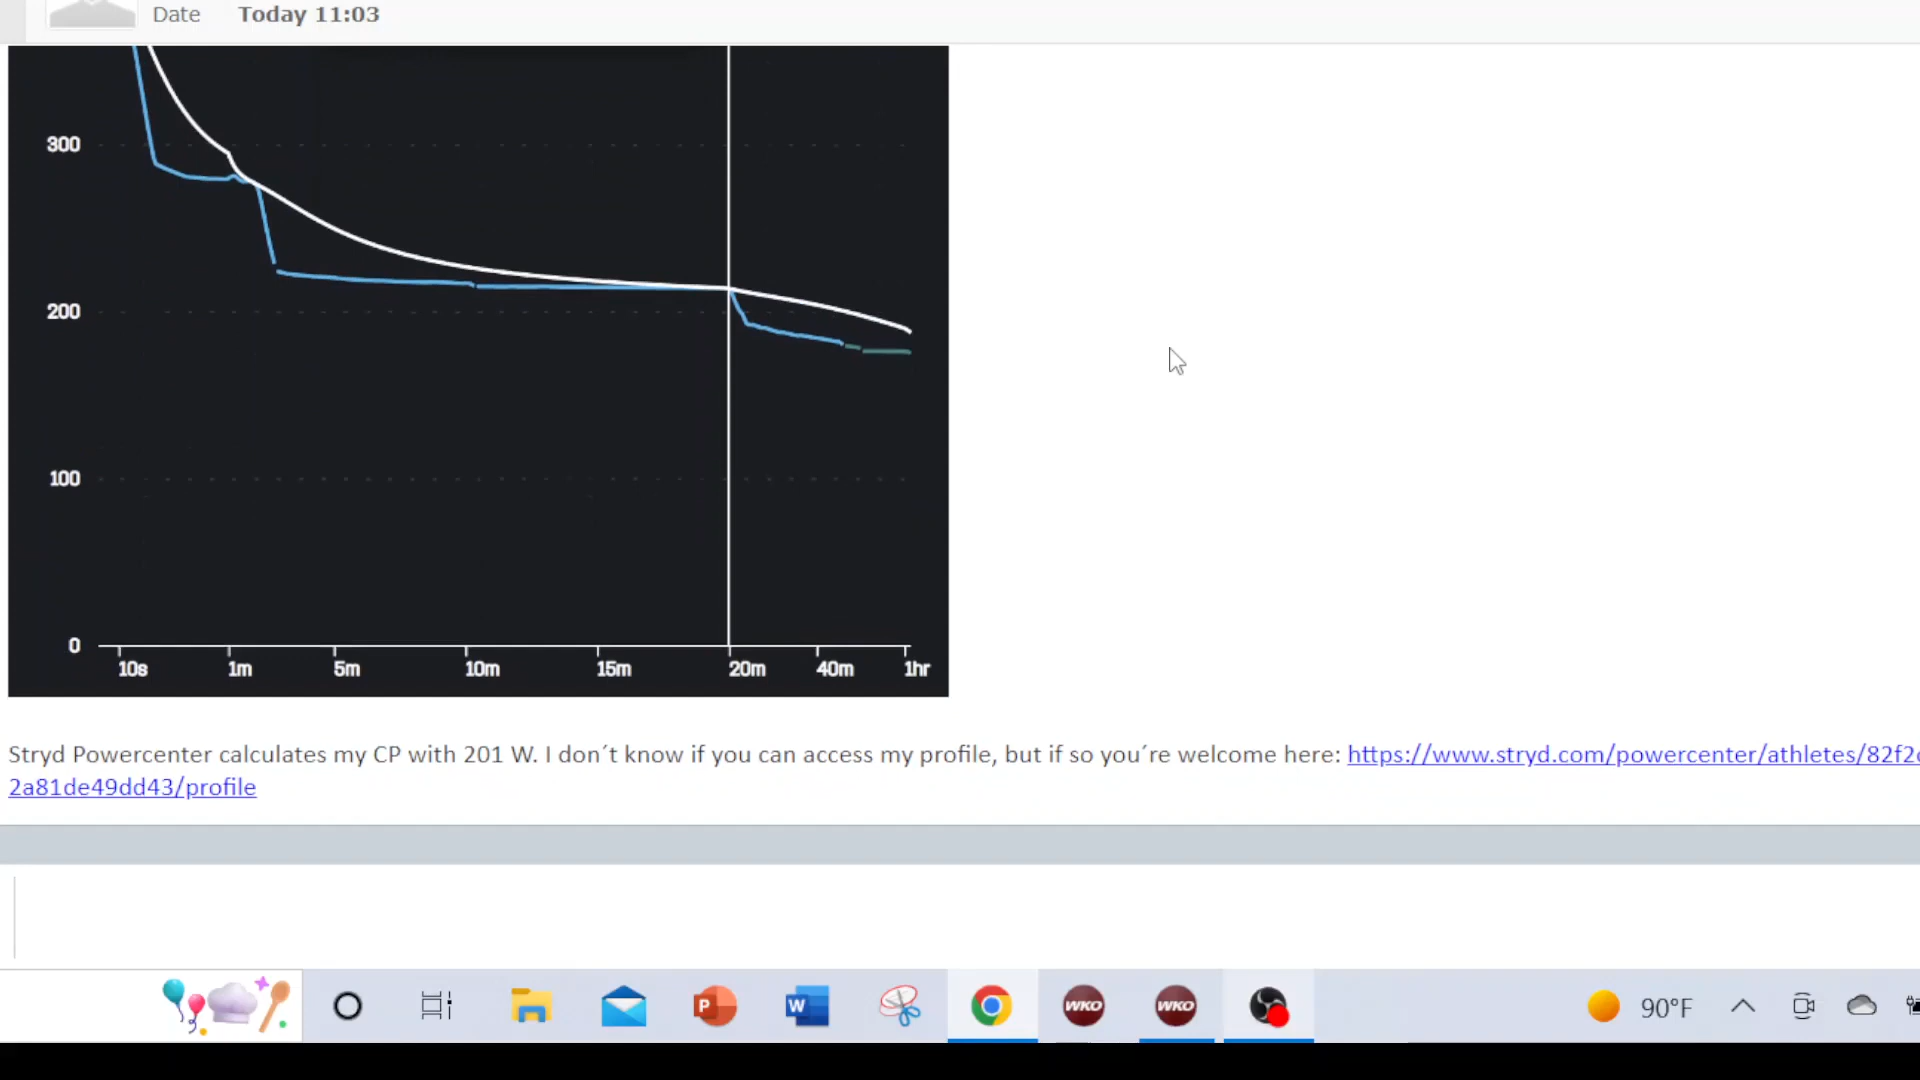 Date Today 11:03
300
200
100
0
10s 1m 5m 10m 15m 20m 40m 1hr
Stryd Powercenter calculates my CP with 201 W. I don´t know if you can access my profile, but if so you´re welcome here: https://www.stryd.com/powercenter/athletes/82f2
2a81de49dd43/profile
P W WKO WKO 90°F